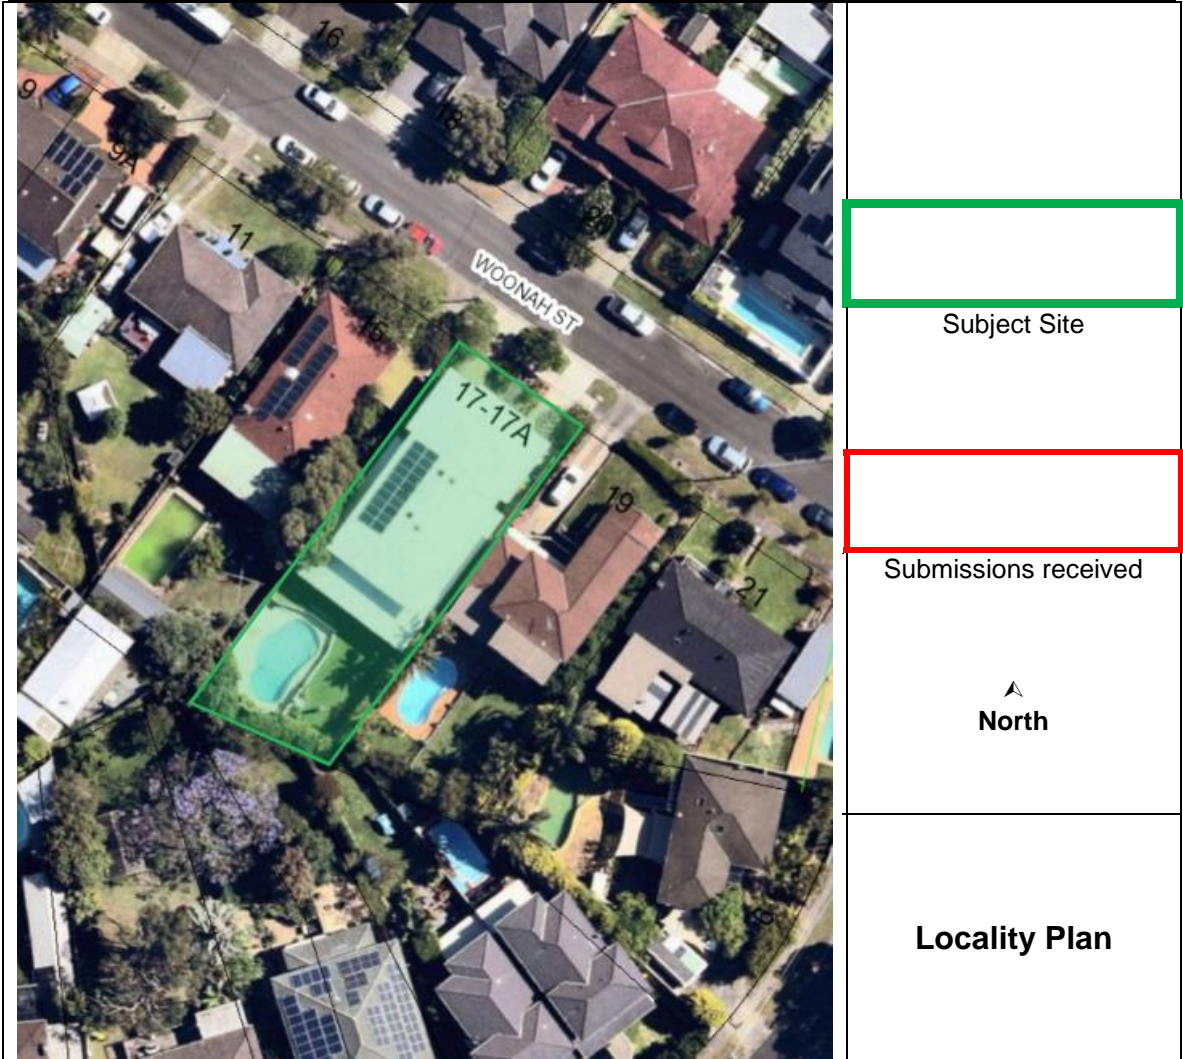 16
9
18
9A
11
20
WOONAH ST
15
17-17A
19
21
Subject Site
Submissions received
North
Locality Plan